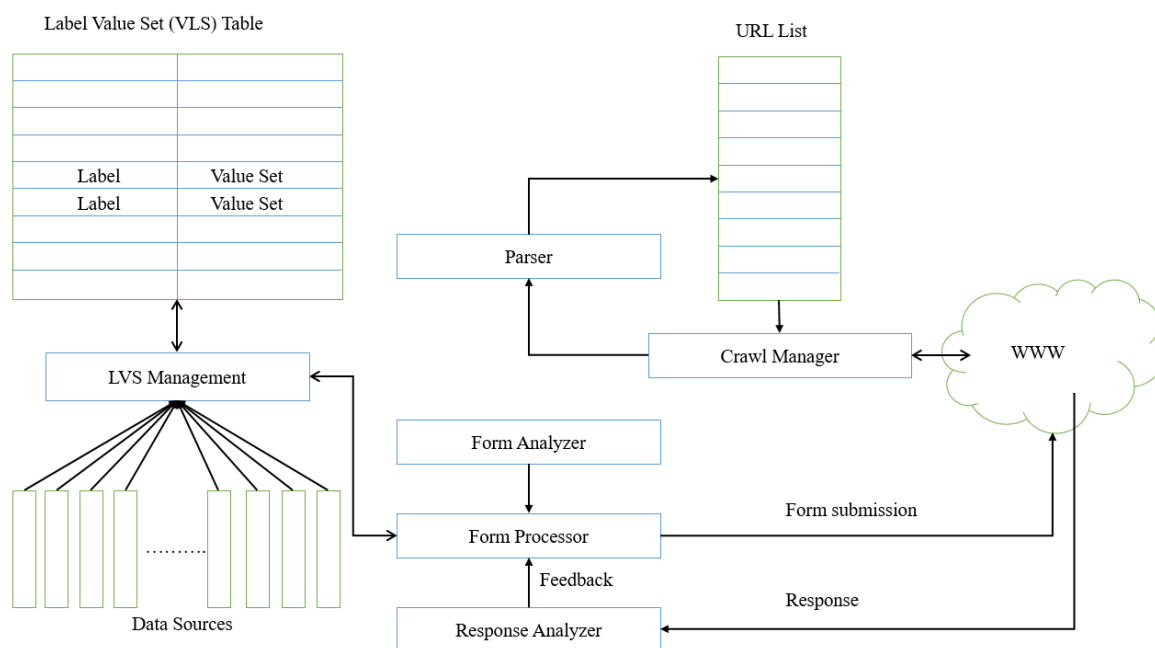 Label Value Set (VLS) Table
URL List
Label Value Set
Label Value Set
Parser
Crawl Manager
WWW
LVS Management
Form Analyzer
Form Processor
Form submission
Feedback
Response Analyzer
Response
..........
Data Sources